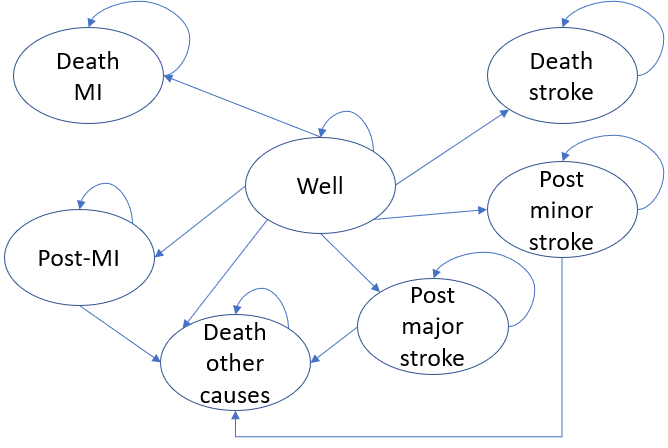 Death
MI
Death
stroke
Well
Post
minor
stroke
Post-MI
Post
major
stroke
Death
other
causes